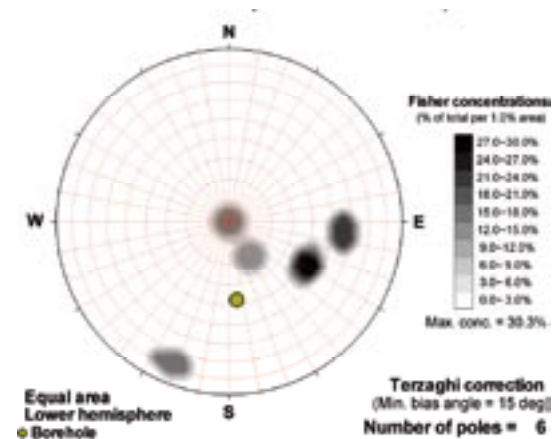 N
W
E
S
Fisher concentrations:
(% of total per 1.0% area)
27.0~30.0%
24.0~27.0%
21.0~24.0%
18.0~21.0%
15.0~18.0%
12.0~15.0%
9.0~12.0%
6.0~ 9.0%
3.0~ 6.0%
0.0~ 3.0%
Max. conc. = 30.3%
Equal area
Lower hemisphere
Borehole
Terzaghi correction
(Min. bias angle = 15 deg)
Number of poles = 6